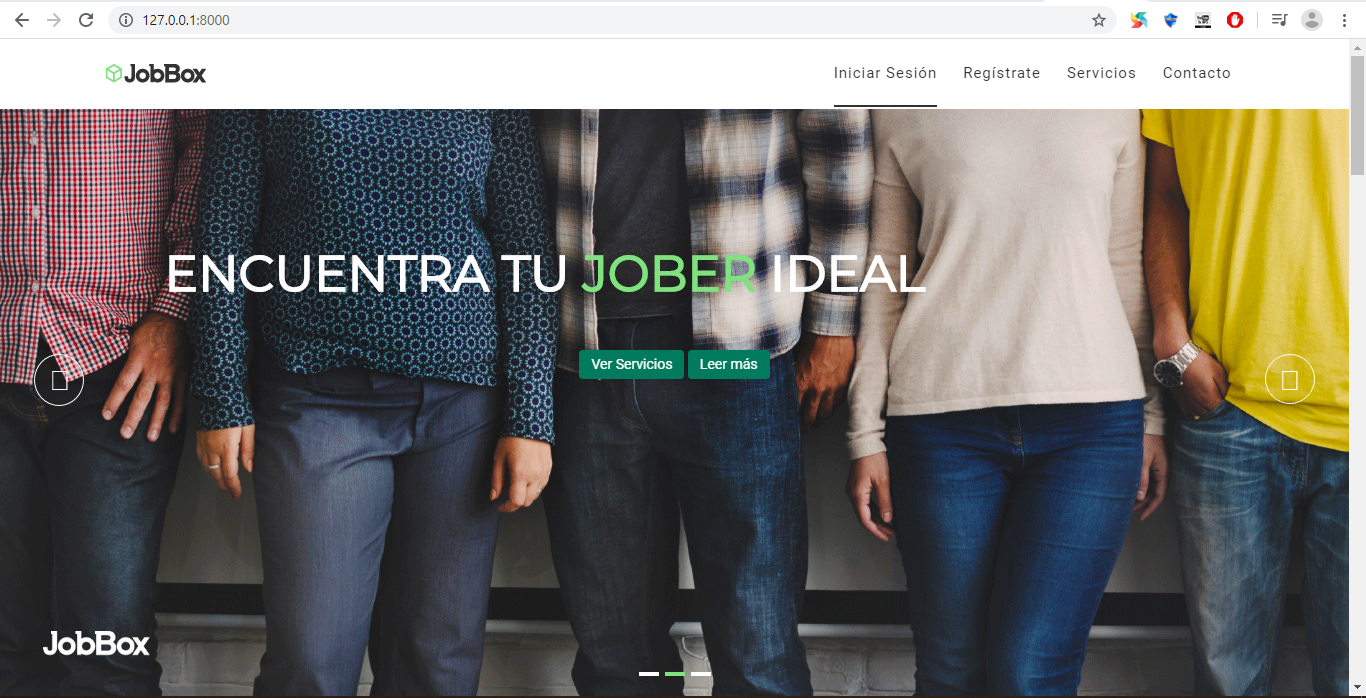 127.0.0.1:8000
JobBox
Iniciar Sesión Regístrate Servicios Contacto
ENCUENTRA TU JOBER IDEAL
Ver Servicios Leer más
JobBox